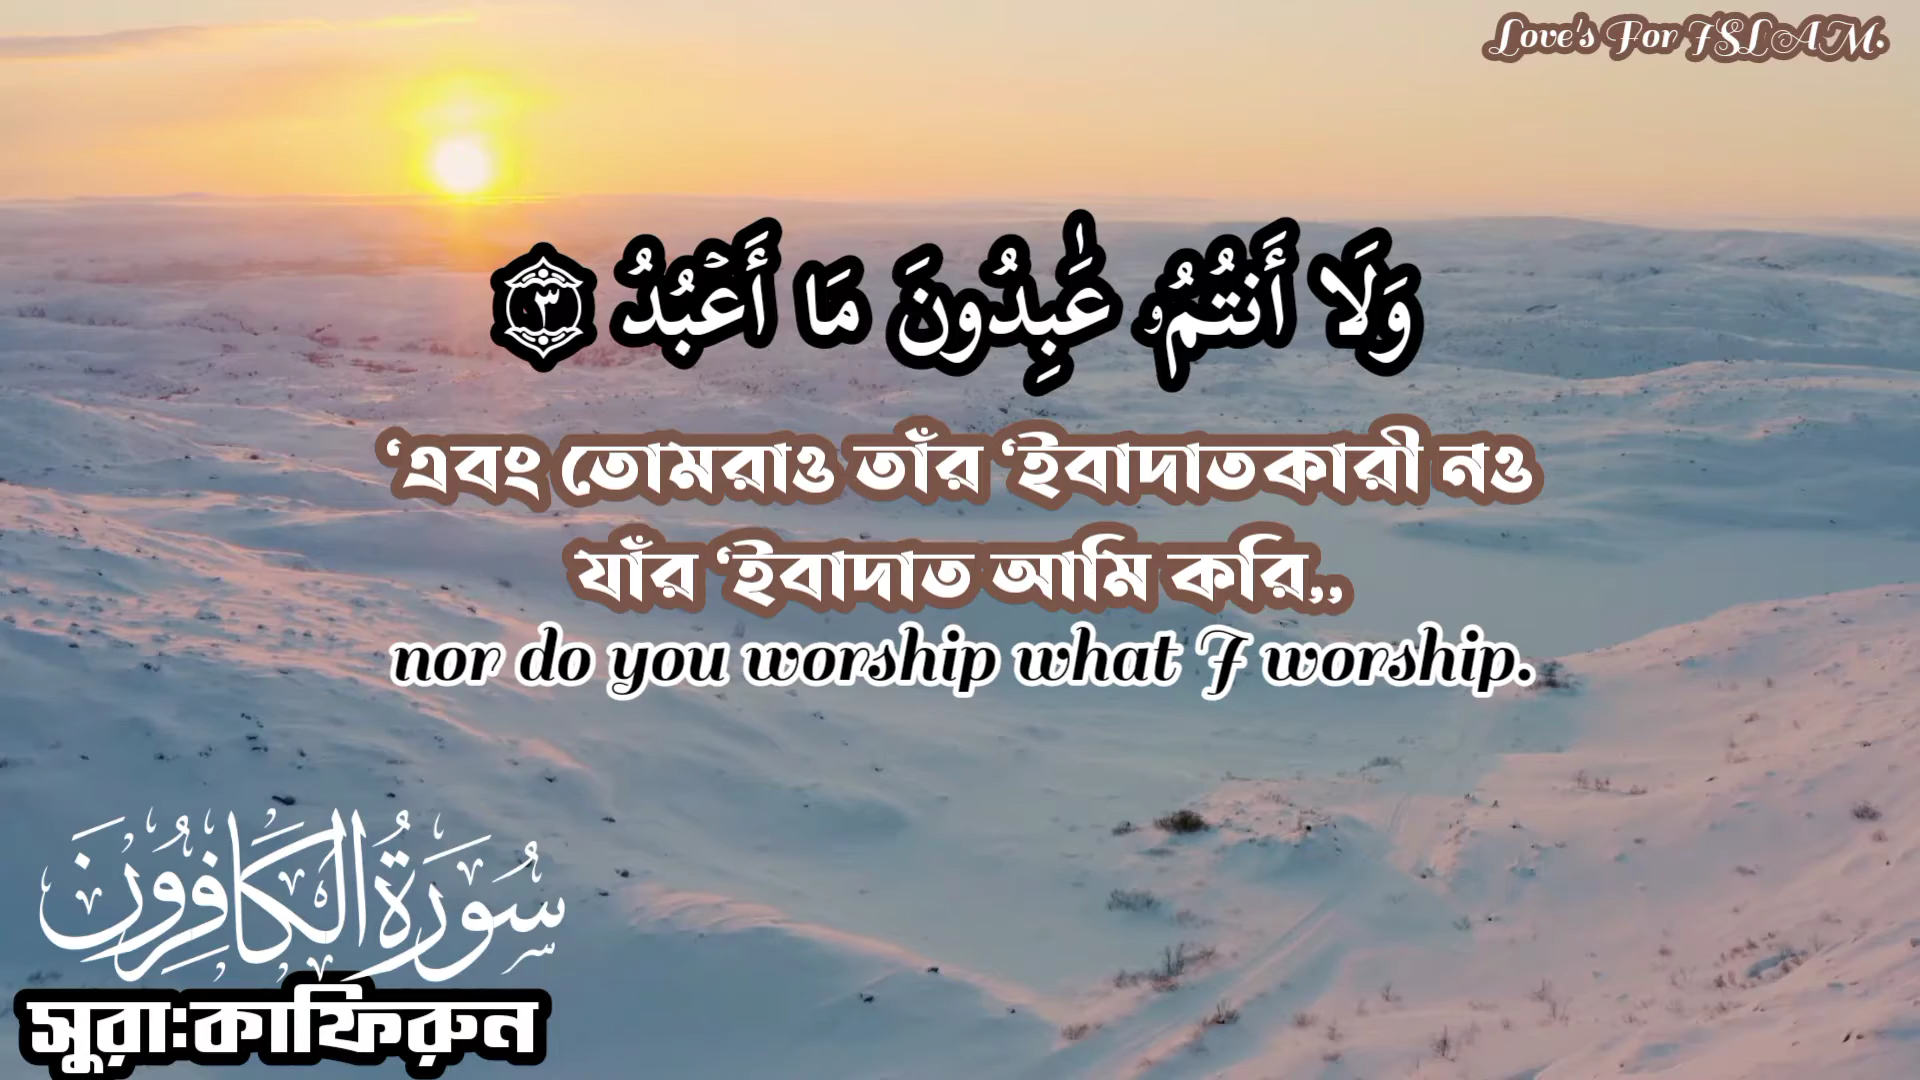 Love's For ISLAM.
وَلَا أَنتُمُۥ عَٰبِدُونَ مَا أَعۡبُدُ ۝٣
‘এবং তোমরাও তাঁর ‘ইবাদাতকারী নও
যাঁর ‘ইবাদাত আমি করি,,
nor do you worship what I worship.
سُورَةُ الكَافِرُونَ
সুরা:কাফিরুন